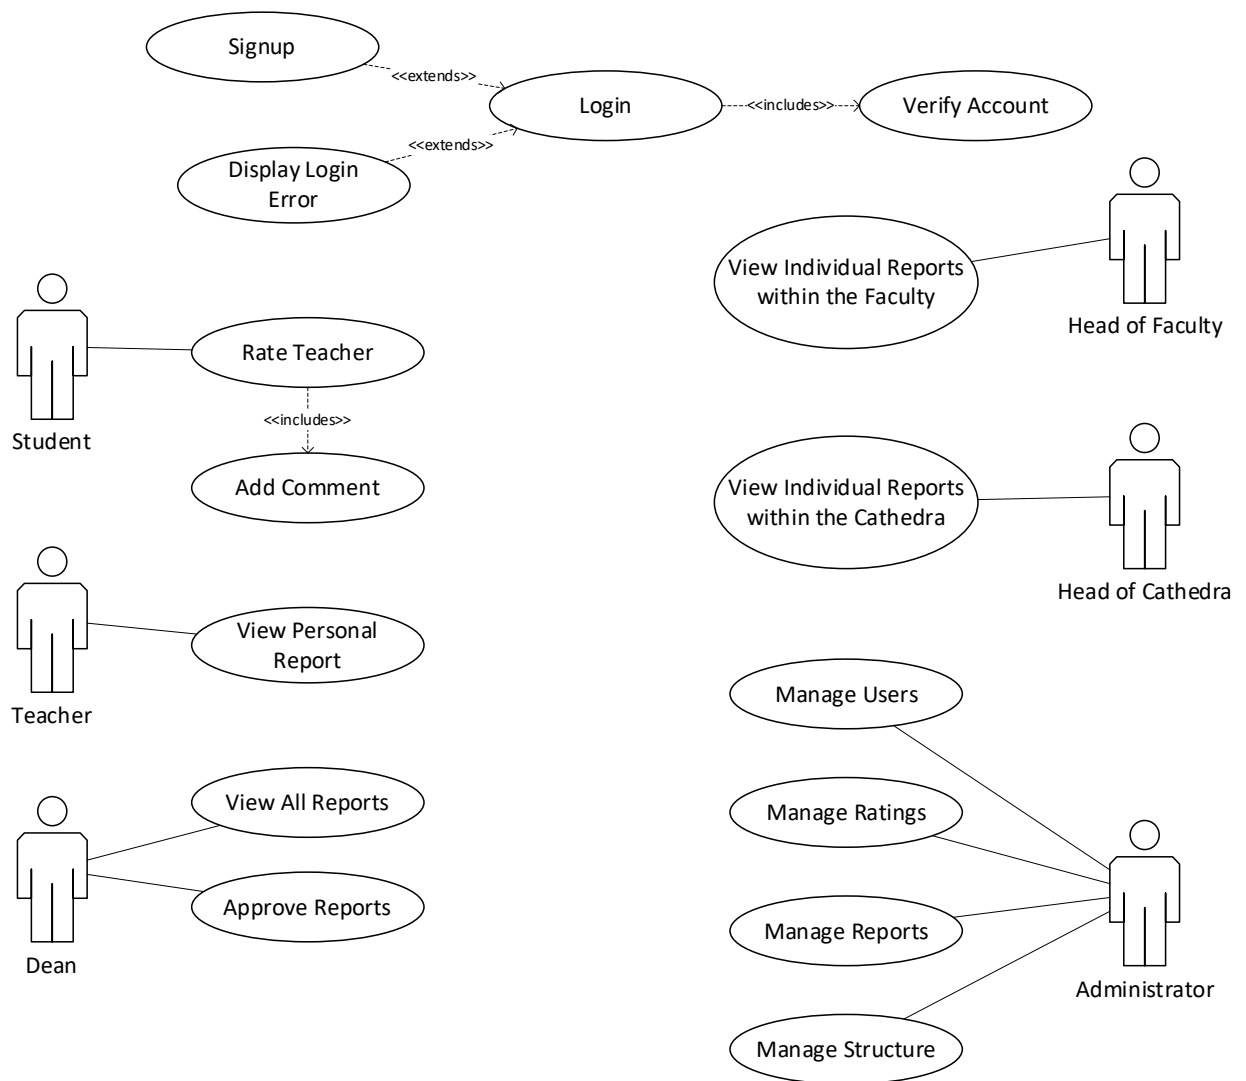 Signup
<<extends>>
Login
<<includes>>
Verify Account
<<extends>>
Display Login
Error
View Individual Reports
within the Faculty
Head of Faculty
Rate Teacher
<<includes>>
Student
Add Comment
View Individual Reports
within the Cathedra
Head of Cathedra
View Personal
Report
Teacher
Manage Users
View All Reports
Manage Ratings
Approve Reports
Manage Reports
Dean
Administrator
Manage Structure